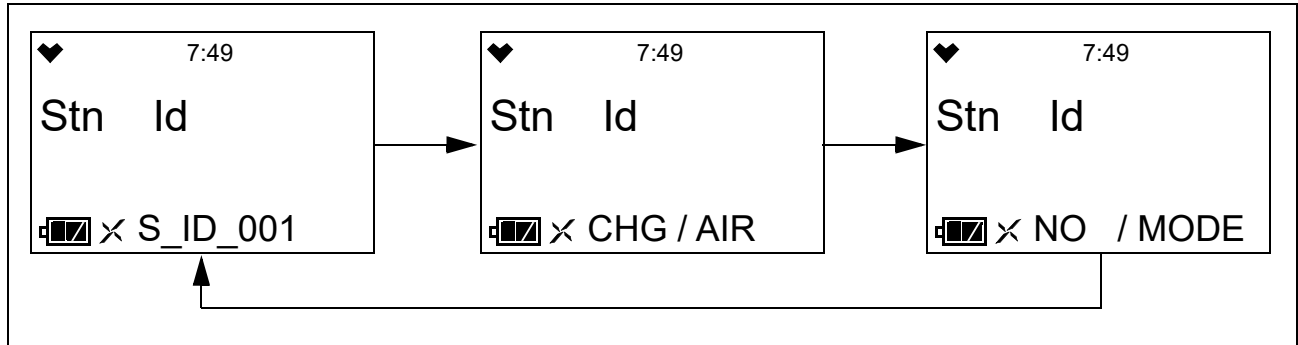 7:49
Stn Id
S_ID_001
7:49
Stn Id
CHG / AIR
7:49
Stn Id
NO / MODE